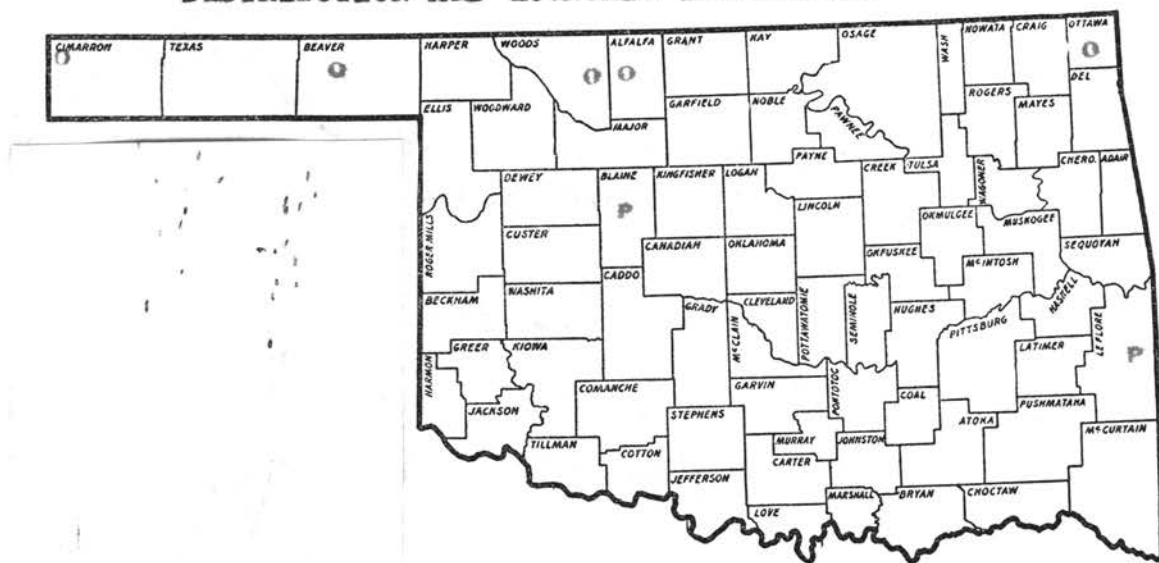 CIMARRON TEXAS BEAVER HARPER WOODS ALFALFA GRANT KAY OSAGE WASH NOWATA CRAIG OTTAWA
O O O O O
DEL
ELLIS WOODWARD GARFIELD NOBLE PAWNEE ROGERS MAYES
MAJOR
PAYNE
DEWEY BLAINE KINGFISHER LOGAN CREEK TULSA WAGONER CHERO. ADAIR
P LINCOLN OKMULGEE MUSKOGEE
ROGER MILLS CUSTER CANADIAN OKLAHOMA OKFUSKEE SEQUOYAH
CADDO MCINTOSH
BECKHAM WASHITA GRADY CLEVELAND HUGHES HASKELL
MCCLAIN POTTAWATOMIE SEMINOLE PITTSBURG LE FLORE
HARMON GREER KIOWA LATIMER P
COMANCHE GARVIN PONTOTOC COAL PUSHMATAHA
JACKSON STEPHENS ATOKA MCCURTAIN
TILLMAN COTTON MURRAY JOHNSTON
CARTER
JEFFERSON MARSHALL BRYAN CHOCTAW
LOVE